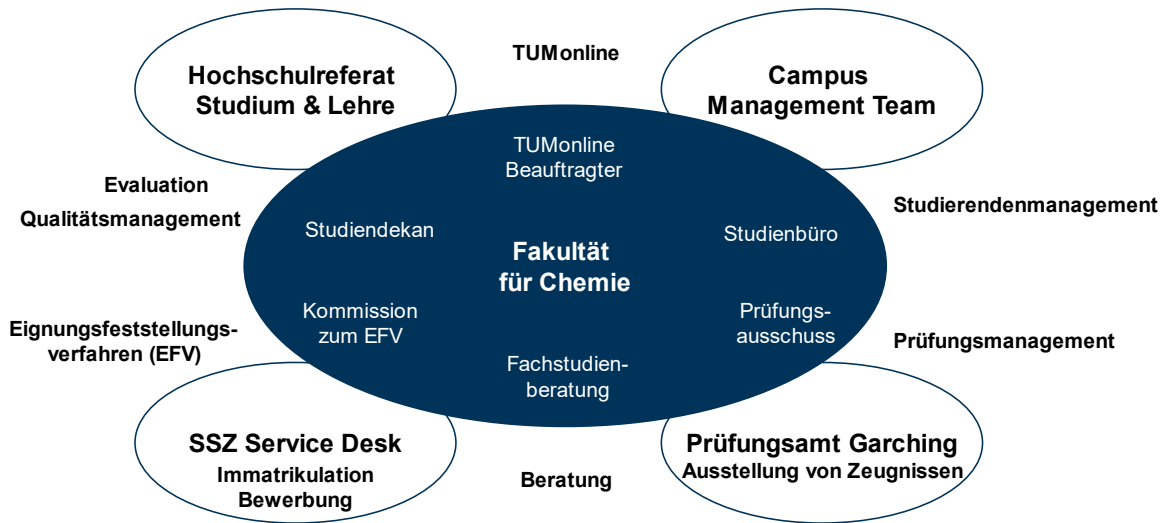 TUMonline
Hochschulreferat
Studium & Lehre
Campus
Management Team
TUMonline
Beauftragter
Evaluation
Qualitätsmanagement
Studierendenmanagement
Studiendekan
Studienbüro
Fakultät
für Chemie
Kommission
zum EFV
Prüfungs-
ausschuss
Eignungsfeststellungs-
verfahren (EFV)
Prüfungsmanagement
Fachstudien-
beratung
SSZ Service Desk
Immatrikulation
Bewerbung
Prüfungsamt Garching
Ausstellung von Zeugnissen
Beratung